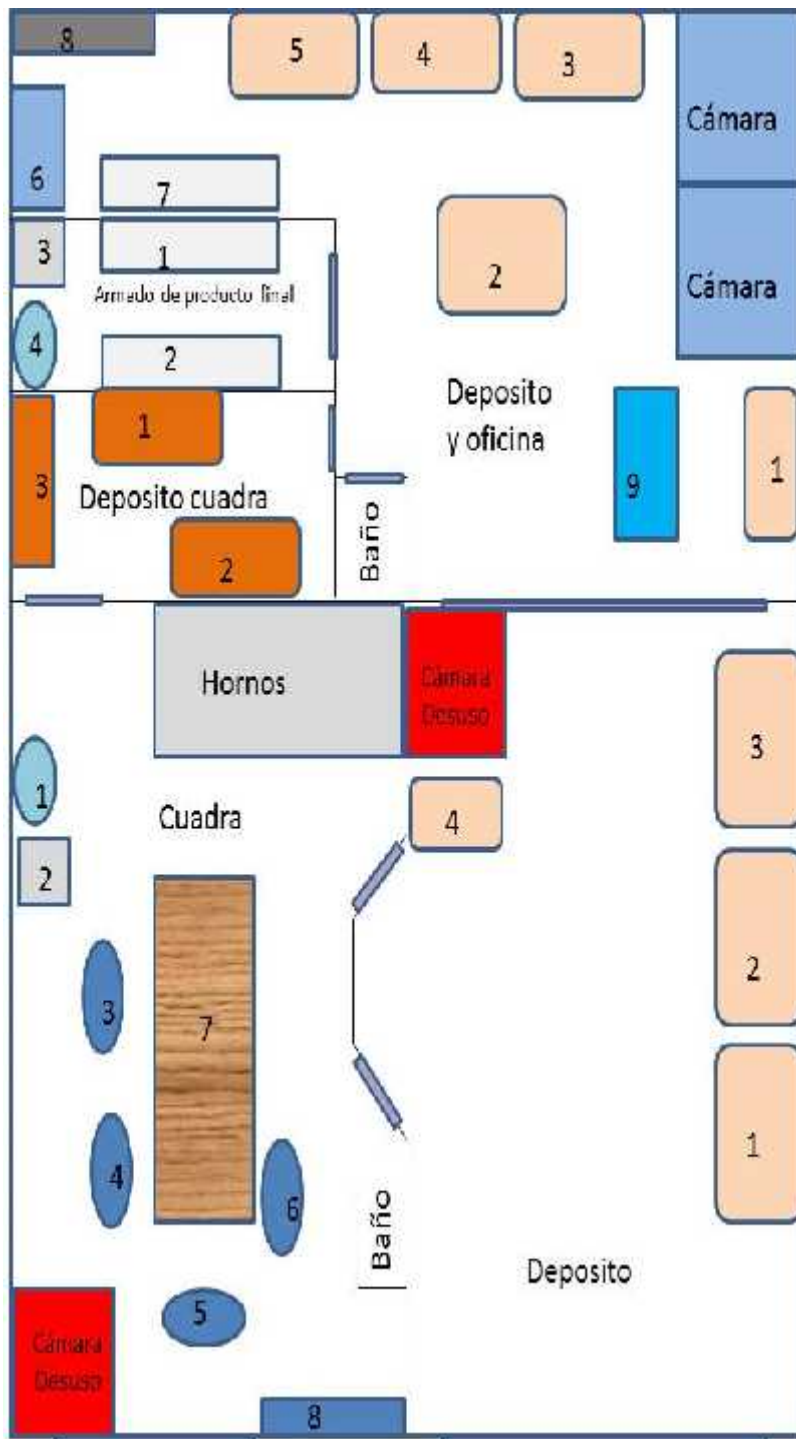 8
5
4
3
Cámara
6
7
3
1
2
Cámara
Armado de producto final
4
2
Deposito
y oficina
1
3
9
1
Deposito cuadra
Baño
2
Hornos
Cámara
Desuso
3
1
Cuadra
4
2
2
3
7
1
4
6
Baño
Deposito
5
Cámara
Desuso
8